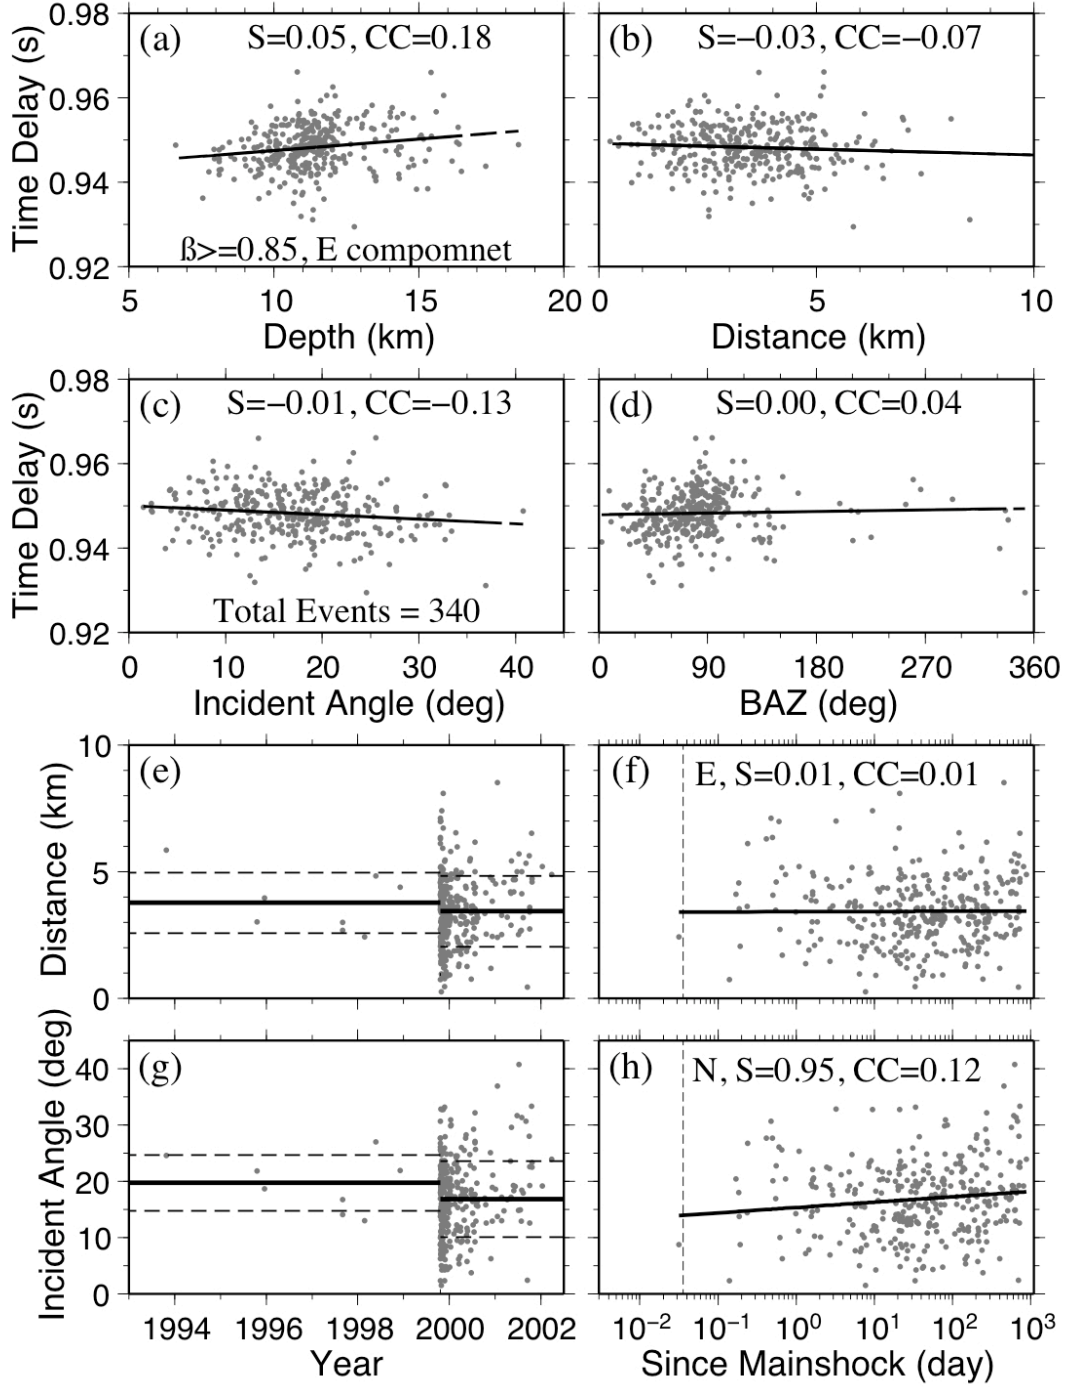 (a) S=0.05, CC=0.18
ß>=0.85, E compomnet
Time Delay (s)
0.98
0.96
0.94
0.92
5 10 15 20
Depth (km)
(b) S=−0.03, CC=−0.07
0 5 10
Distance (km)
(c) S=−0.01, CC=−0.13
Total Events = 340
Time Delay (s)
0.98
0.96
0.94
0.92
0 10 20 30 40
Incident Angle (deg)
(d) S=0.00, CC=0.04
0 90 180 270 360
BAZ (deg)
(e)
Distance (km)
10
5
0
(f) E, S=0.01, CC=0.01
(g)
Incident Angle (deg)
40
30
20
10
0
1994 1996 1998 2000 2002
Year
(h) N, S=0.95, CC=0.12
10⁻² 10⁻¹ 10⁰ 10¹ 10² 10³
Since Mainshock (day)